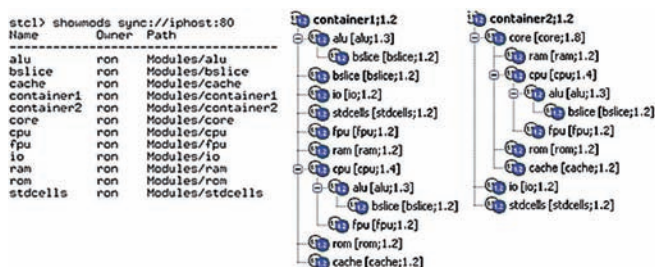 stcl> showmods sync://iphost:80
Name Owner Path
alu ron Modules/alu
bslice ron Modules/bslice
cache ron Modules/cache
container1 ron Modules/container1
container2 ron Modules/container2
core ron Modules/core
cpu ron Modules/cpu
fpu ron Modules/fpu
io ron Modules/io
ram ron Modules/ram
rom ron Modules/rom
stdcells ron Modules/stdcells
container1;1.2
alu [alu;1.3]
bslice [bslice;1.2]
bslice [bslice;1.2]
io [io;1.2]
stdcells [stdcells;1.2]
fpu [fpu;1.2]
ram [ram;1.2]
cpu [cpu;1.4]
alu [alu;1.3]
bslice [bslice;1.2]
fpu [fpu;1.2]
rom [rom;1.2]
cache [cache;1.2]
container2;1.2
core [core;1.8]
ram [ram;1.2]
cpu [cpu;1.4]
alu [alu;1.3]
bslice [bslice;1.2]
fpu [fpu;1.2]
rom [rom;1.2]
cache [cache;1.2]
io [io;1.2]
stdcells [stdcells;1.2]